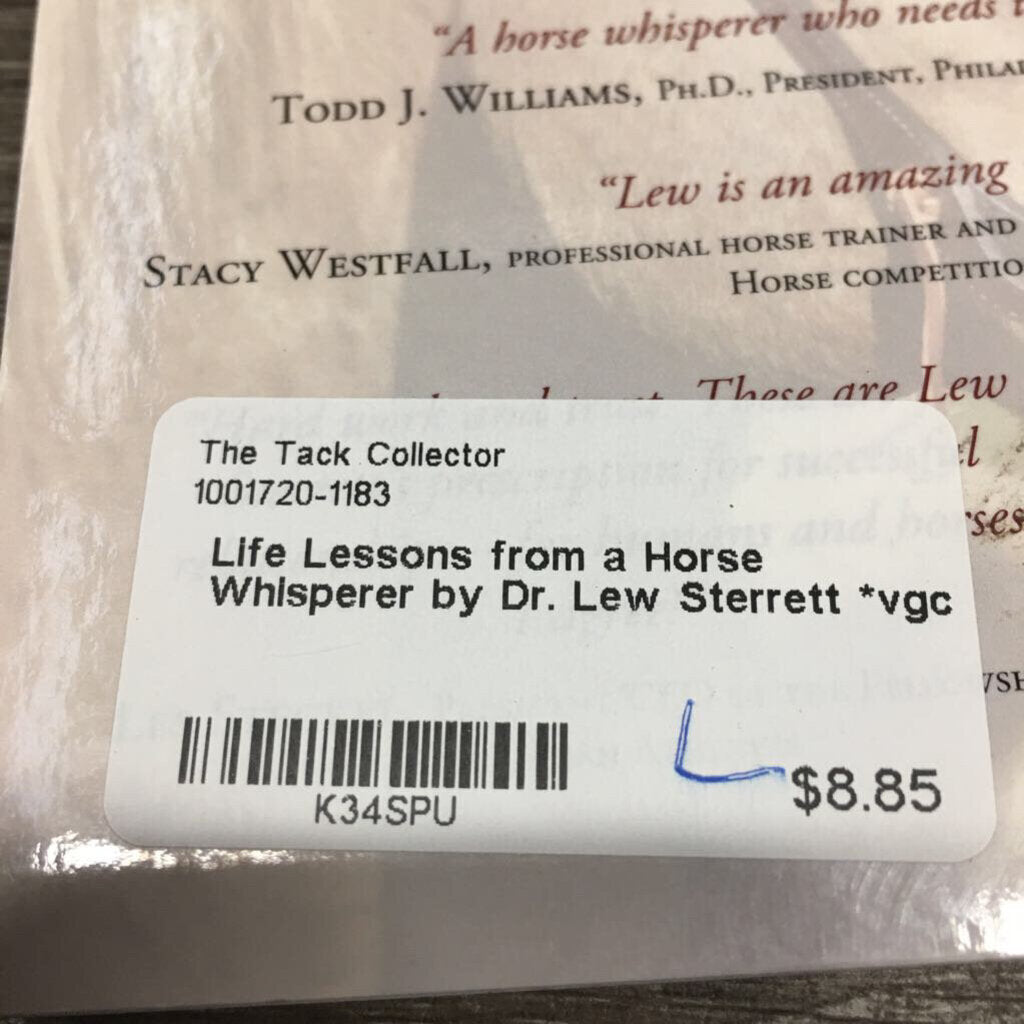 "A horse whisperer who needs
TODD J. WILLIAMS, PH.D., PRESIDENT,
"Lew is an amazing
STACY WESTFALL, PROFESSIONAL HORSE TRAINER AND
HORSE
These are Lew
The Tack Collector
1001720-1183
Life Lessons from a Horse
Whisperer by Dr. Lew Sterrett *vgc
K34SPU
$8.85